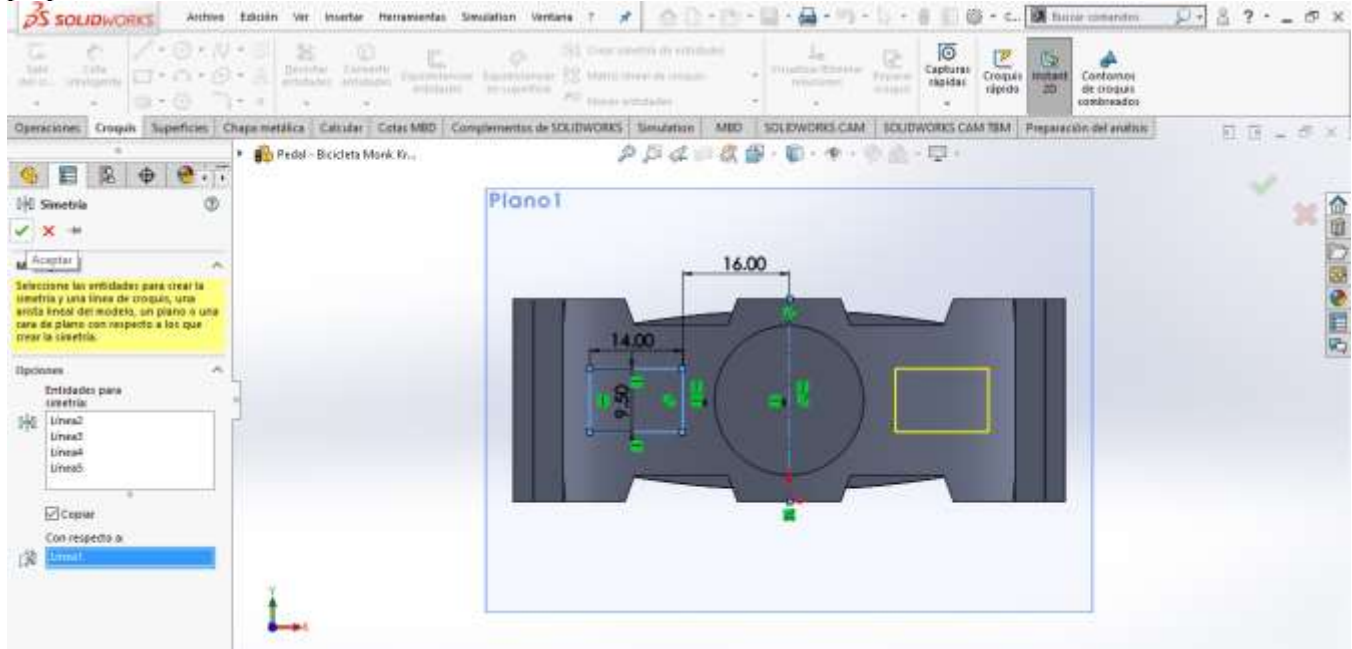 SOLIDWORKS Archivo Edición Ver Insertar Herramientas Simulation Ventana ? Buscar comandos ?
Capturas rápidas
Croquis rápido
Instant 2D
Contornos de croquis sombreados
Operaciones Croquis Superficies Chapa metálica Calcular Cotas MBD Complementos de SOLIDWORKS Simulation MBD SOLIDWORKS CAM SOLIDWORKS CAM TBM Preparación del análisis
Pedal - Bicicleta Monk Kr...
Simetría
Aceptar
Seleccione las entidades para crear la
simetría y una línea de croquis, una
arista lineal del modelo, un plano o una
cara de plano con respecto a los que
crear la simetría.
Opciones
Entidades para
simetría:
Línea2
Línea3
Línea4
Línea5
Copiar
Con respecto a:
Línea1
Plano1
16.00
14.00
9.50
Y
X